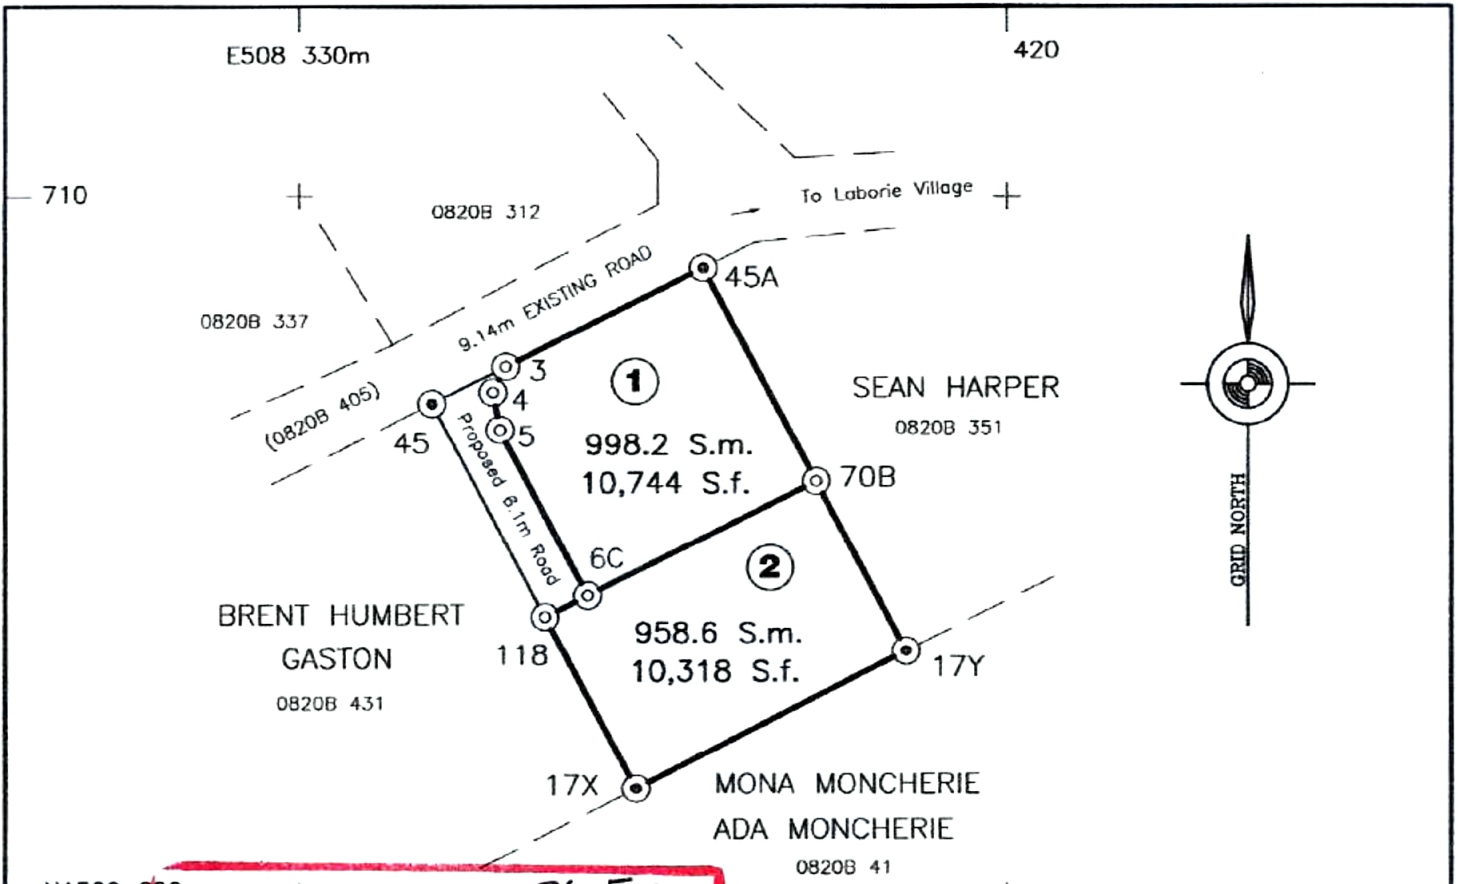 E508 330m
420
710
To Laborie Village
0820B 312
9.14m EXISTING ROAD
45A
0820B 337
3
1
4
SEAN HARPER
(0820B 405)
0820B 351
45
5
998.2 S.m.
10,744 S.f.
70B
Proposed 6.1m Road
GRID NORTH
6C
2
BRENT HUMBERT
GASTON
0820B 431
118
958.6 S.m.
10,318 S.f.
17Y
17X
MONA MONCHERIE
ADA MONCHERIE
0820B 41